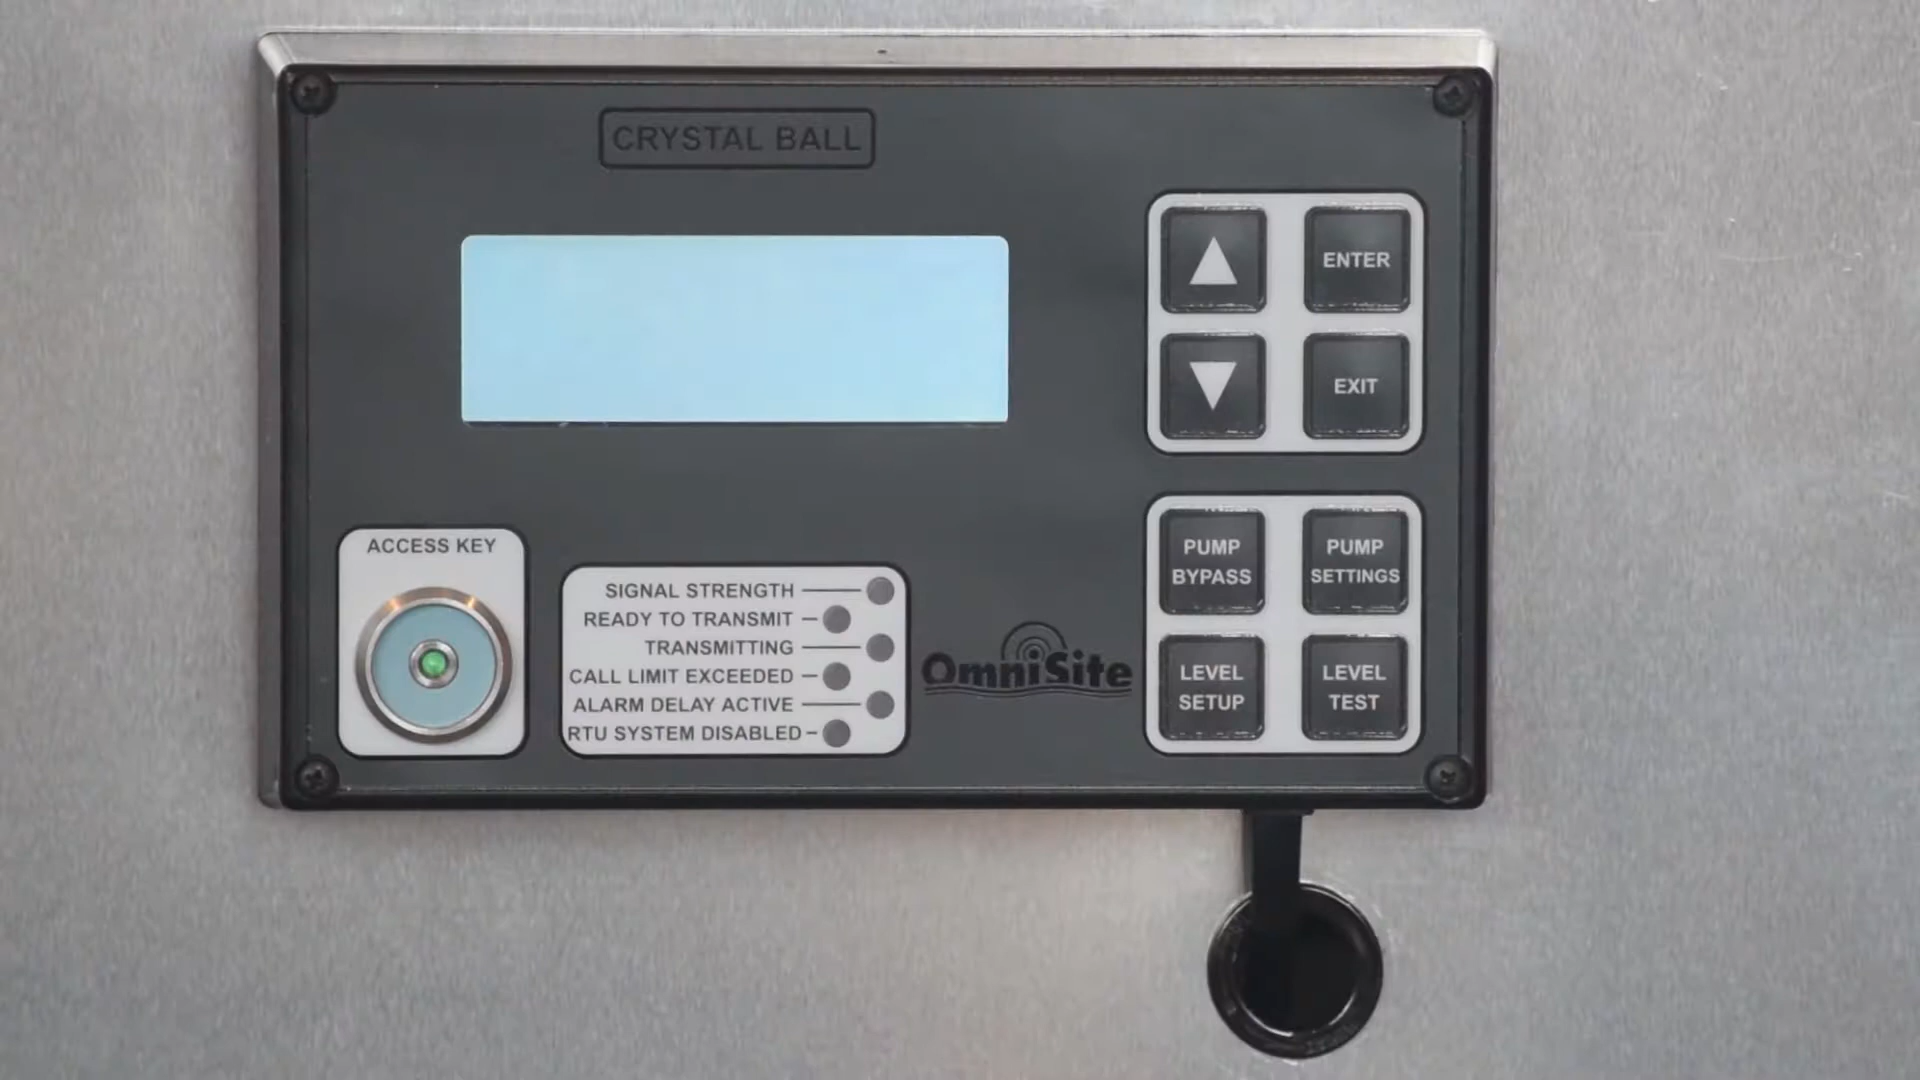 CRYSTAL BALL
ENTER
EXIT
ACCESS KEY
SIGNAL STRENGTH
READY TO TRANSMIT
TRANSMITTING
CALL LIMIT EXCEEDED
ALARM DELAY ACTIVE
RTU SYSTEM DISABLED
OmniSite
PUMP
BYPASS
PUMP
SETTINGS
LEVEL
SETUP
LEVEL
TEST